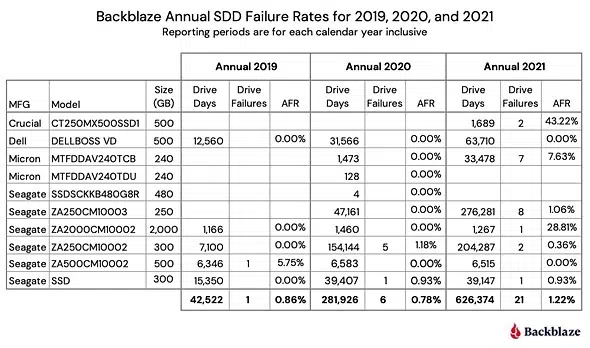 Backblaze Annual SDD Failure Rates for 2019, 2020, and 2021
Reporting periods are for each calendar year inclusive
Annual 2019 Annual 2020 Annual 2021
MFG Model Size (GB) Drive Days Drive Failures AFR Drive Days Drive Failures AFR Drive Days Drive Failures AFR
Crucial CT250MX500SSD1 500 1,689 2 43.22%
Dell DELLBOSS VD 500 12,560 0.00% 31,566 0.00% 63,710 0.00%
Micron MTFDDAV240TCB 240 1,473 0.00% 33,478 7 7.63%
Micron MTFDDAV240TDU 240 128 0.00%
Seagate SSDSCKKB480G8R 480 4 0.00%
Seagate ZA250CM10003 250 47,161 0.00% 276,281 8 1.06%
Seagate ZA2000CM10002 2,000 1,166 0.00% 1,460 0.00% 1,267 1 28.81%
Seagate ZA250CM10002 300 7,100 0.00% 154,144 5 1.18% 204,287 2 0.36%
Seagate ZA500CM10002 500 6,346 1 5.75% 6,583 0.00% 6,515 0.00%
Seagate SSD 300 15,350 0.00% 39,407 1 0.93% 39,147 1 0.93%
42,522 1 0.86% 281,926 6 0.78% 626,374 21 1.22%
Backblaze